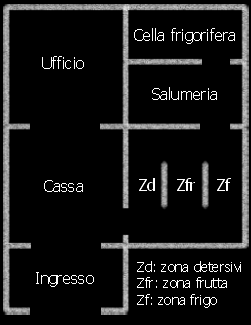 Cella frigorifera
Ufficio
Salumeria
Cassa
Zd
Zfr
Zf
Ingresso
Zd: zona detersivi
Zfr: zona frutta
Zf: zona frigo